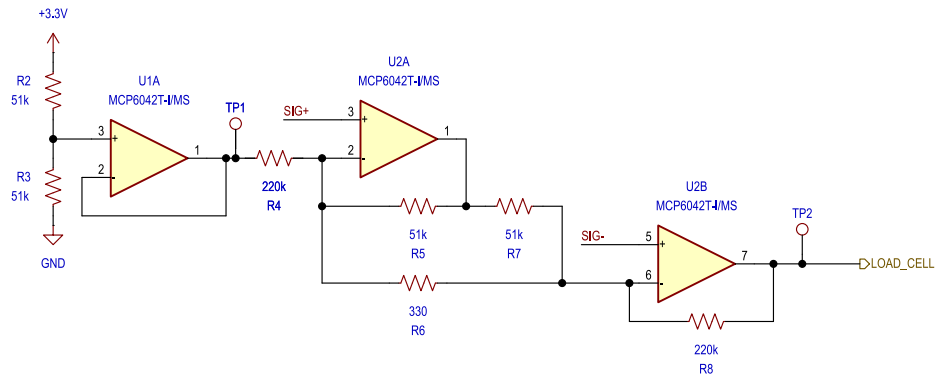 +3.3V
R2
51k
R3
51k
GND
U1A
MCP6042T-I/MS
3
+
2
-
1
TP1
220k
R4
U2A
MCP6042T-I/MS
SIG+
3
+
2
-
1
51k
R5
51k
R7
330
R6
U2B
MCP6042T-I/MS
SIG-
5
+
6
-
7
TP2
LOAD_CELL
220k
R8